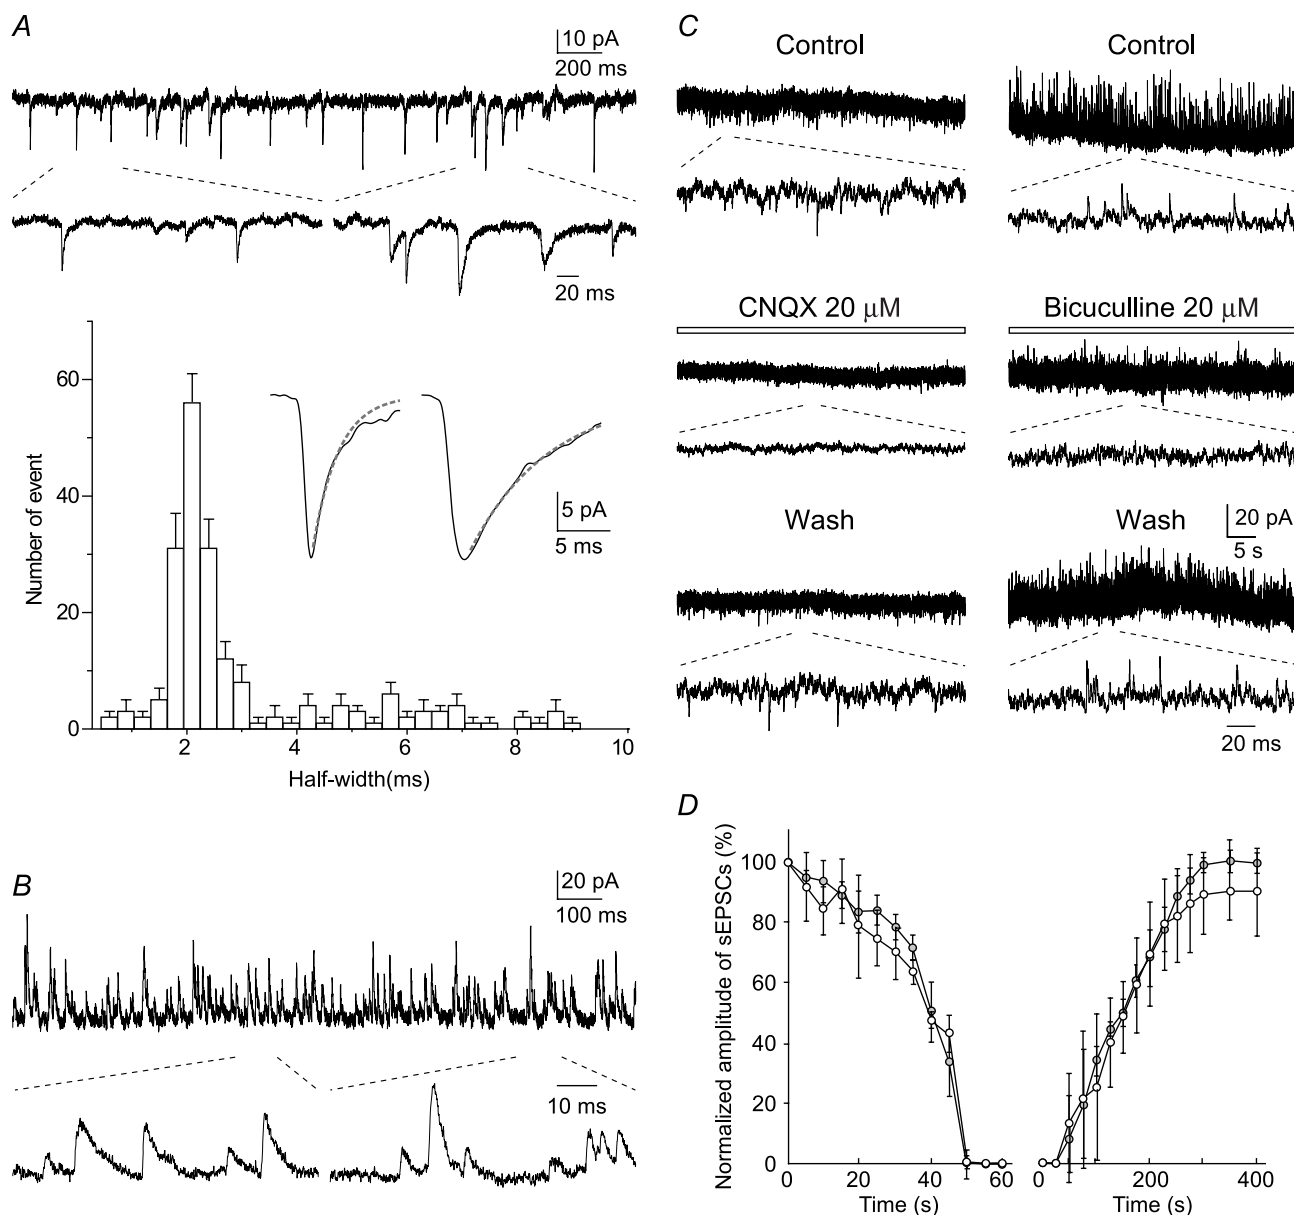 A
10 pA
200 ms
20 ms
60
40
20
0
Number of event
5 pA
5 ms
2 4 6 8 10
Half-width(ms)
B
20 pA
100 ms
10 ms
C
Control Control
CNQX 20 μM Bicuculline 20 μM
Wash Wash
20 pA
5 s
20 ms
D
Normalized amplitude of sEPSCs (%)
100
80
60
40
20
0
0 20 40 60 0 200 400
Time (s) Time (s)